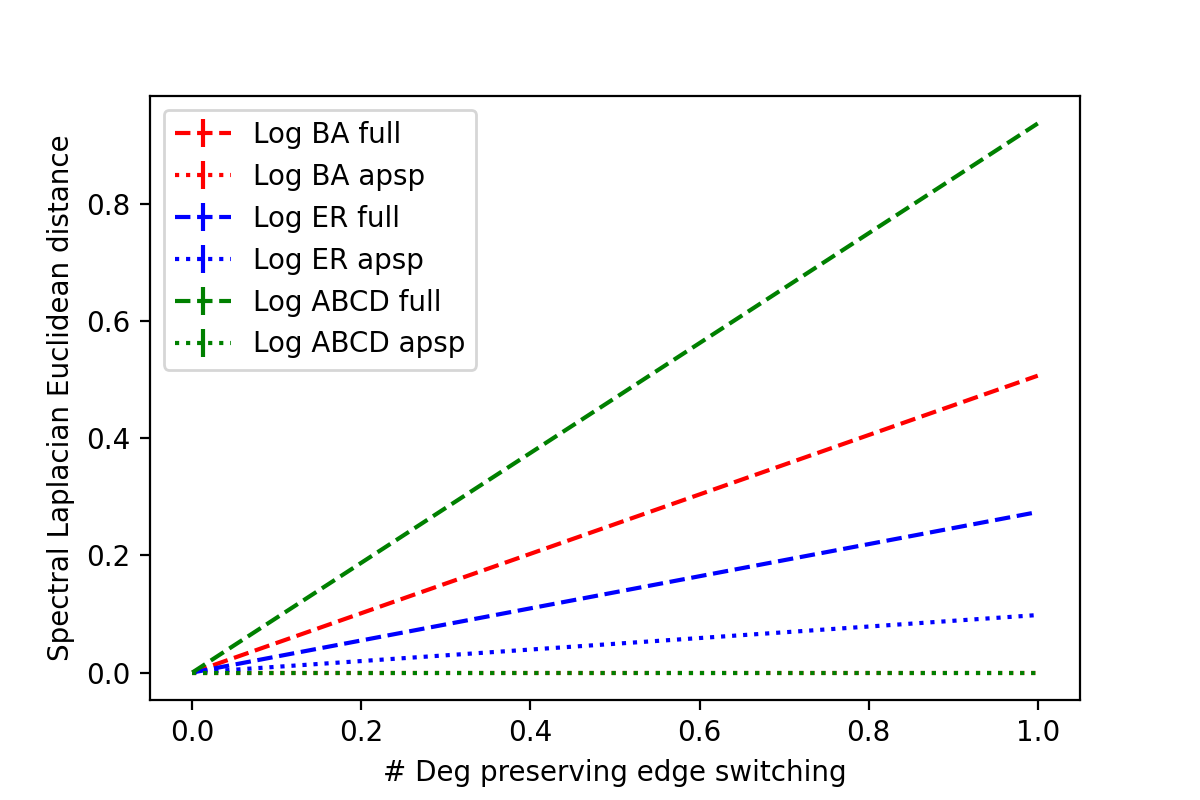 Log BA full
Log BA apsp
Log ER full
Log ER apsp
Log ABCD full
Log ABCD apsp
Spectral Laplacian Euclidean distance
0.8
0.6
0.4
0.2
0.0
0.0 0.2 0.4 0.6 0.8 1.0
# Deg preserving edge switching